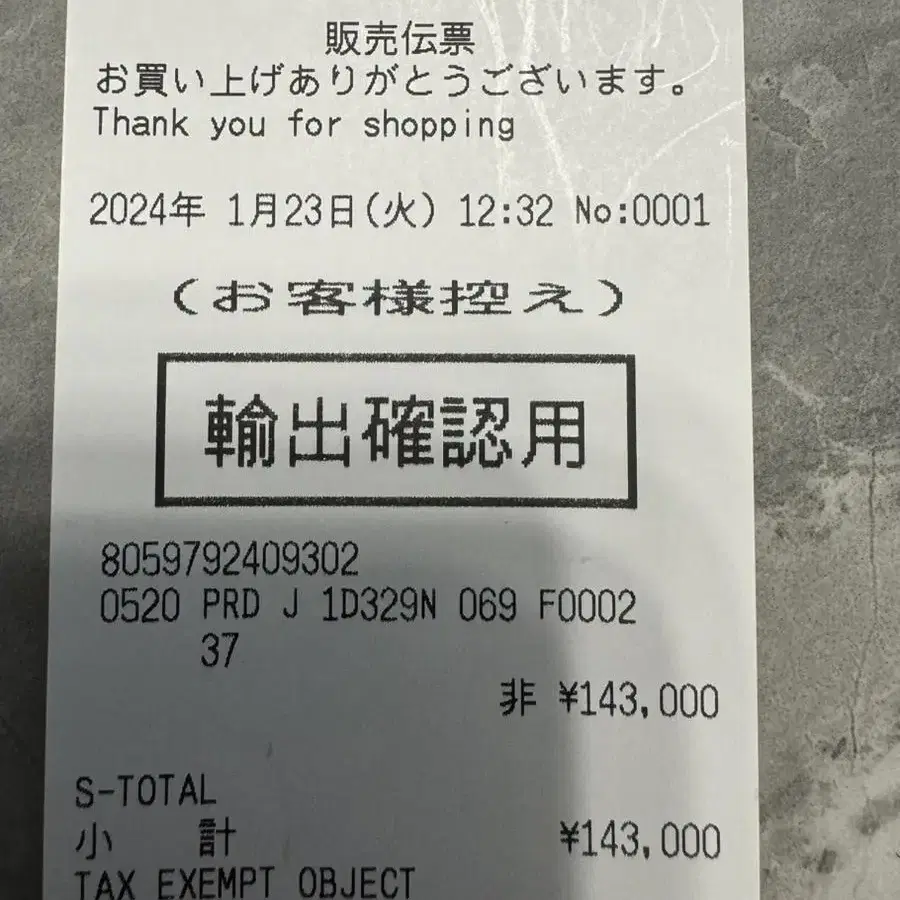 販売伝票
お買い上げありがとうございます。
Thank you for shopping
2024年 1月23日(火) 12:32 No:0001
(お客様控え)
輸出確認用
8059792409302
0520 PRD J 1D329N 069 F0002
37
非 ¥143,000
S-TOTAL
小 計 ¥143,000
TAX EXEMPT OBJECT